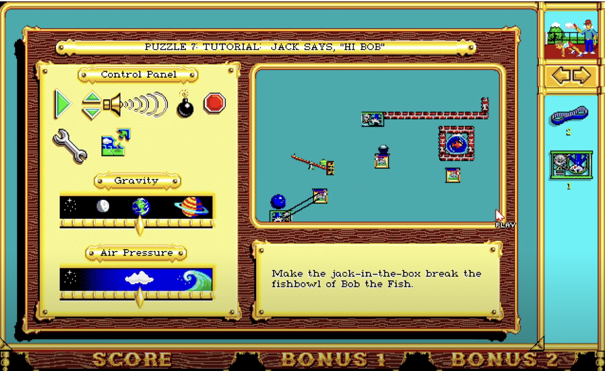 PUZZLE 7: TUTORIAL: JACK SAYS, "HI BOB"
Control Panel
Gravity
Air Pressure
Make the jack-in-the-box break the
fishbowl of Bob the Fish.
PLAY
2
1
SCORE
BONUS 1
BONUS 2